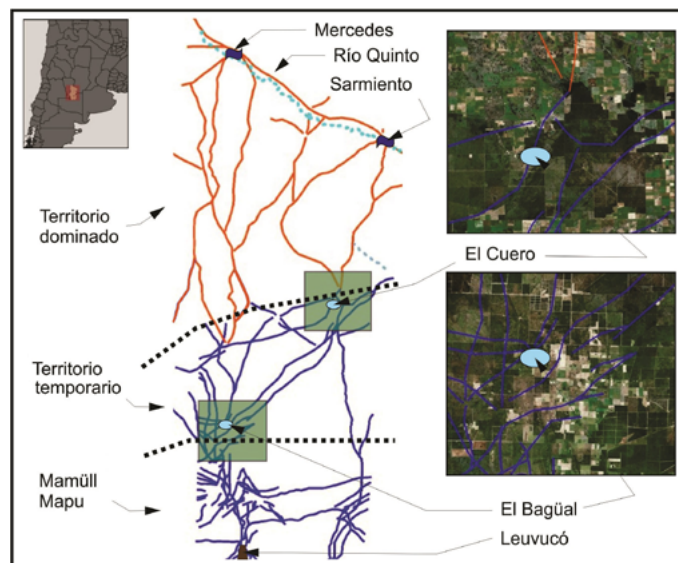 Mercedes
Río Quinto
Sarmiento
Territorio
dominado
El Cuero
Territorio
temporario
Mamüll
Mapu
El Bagüal
Leuvucó